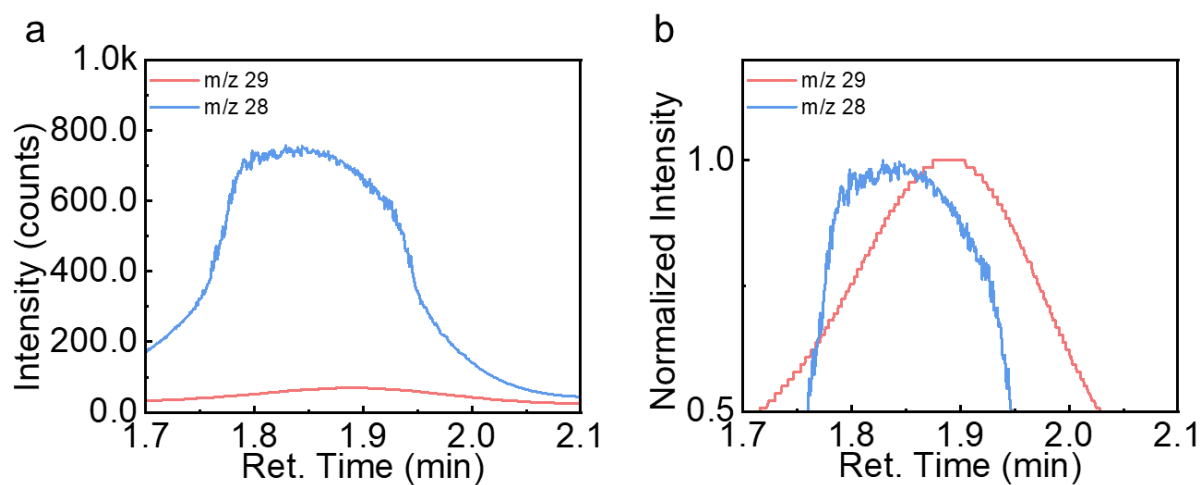 a
1.0k
800.0
600.0
400.0
200.0
0.0
Intensity (counts)
m/z 29
m/z 28
1.7
1.8
1.9
2.0
2.1
Ret. Time (min)
b
1.0
0.5
Normalized Intensity
m/z 29
m/z 28
1.7
1.8
1.9
2.0
2.1
Ret. Time (min)